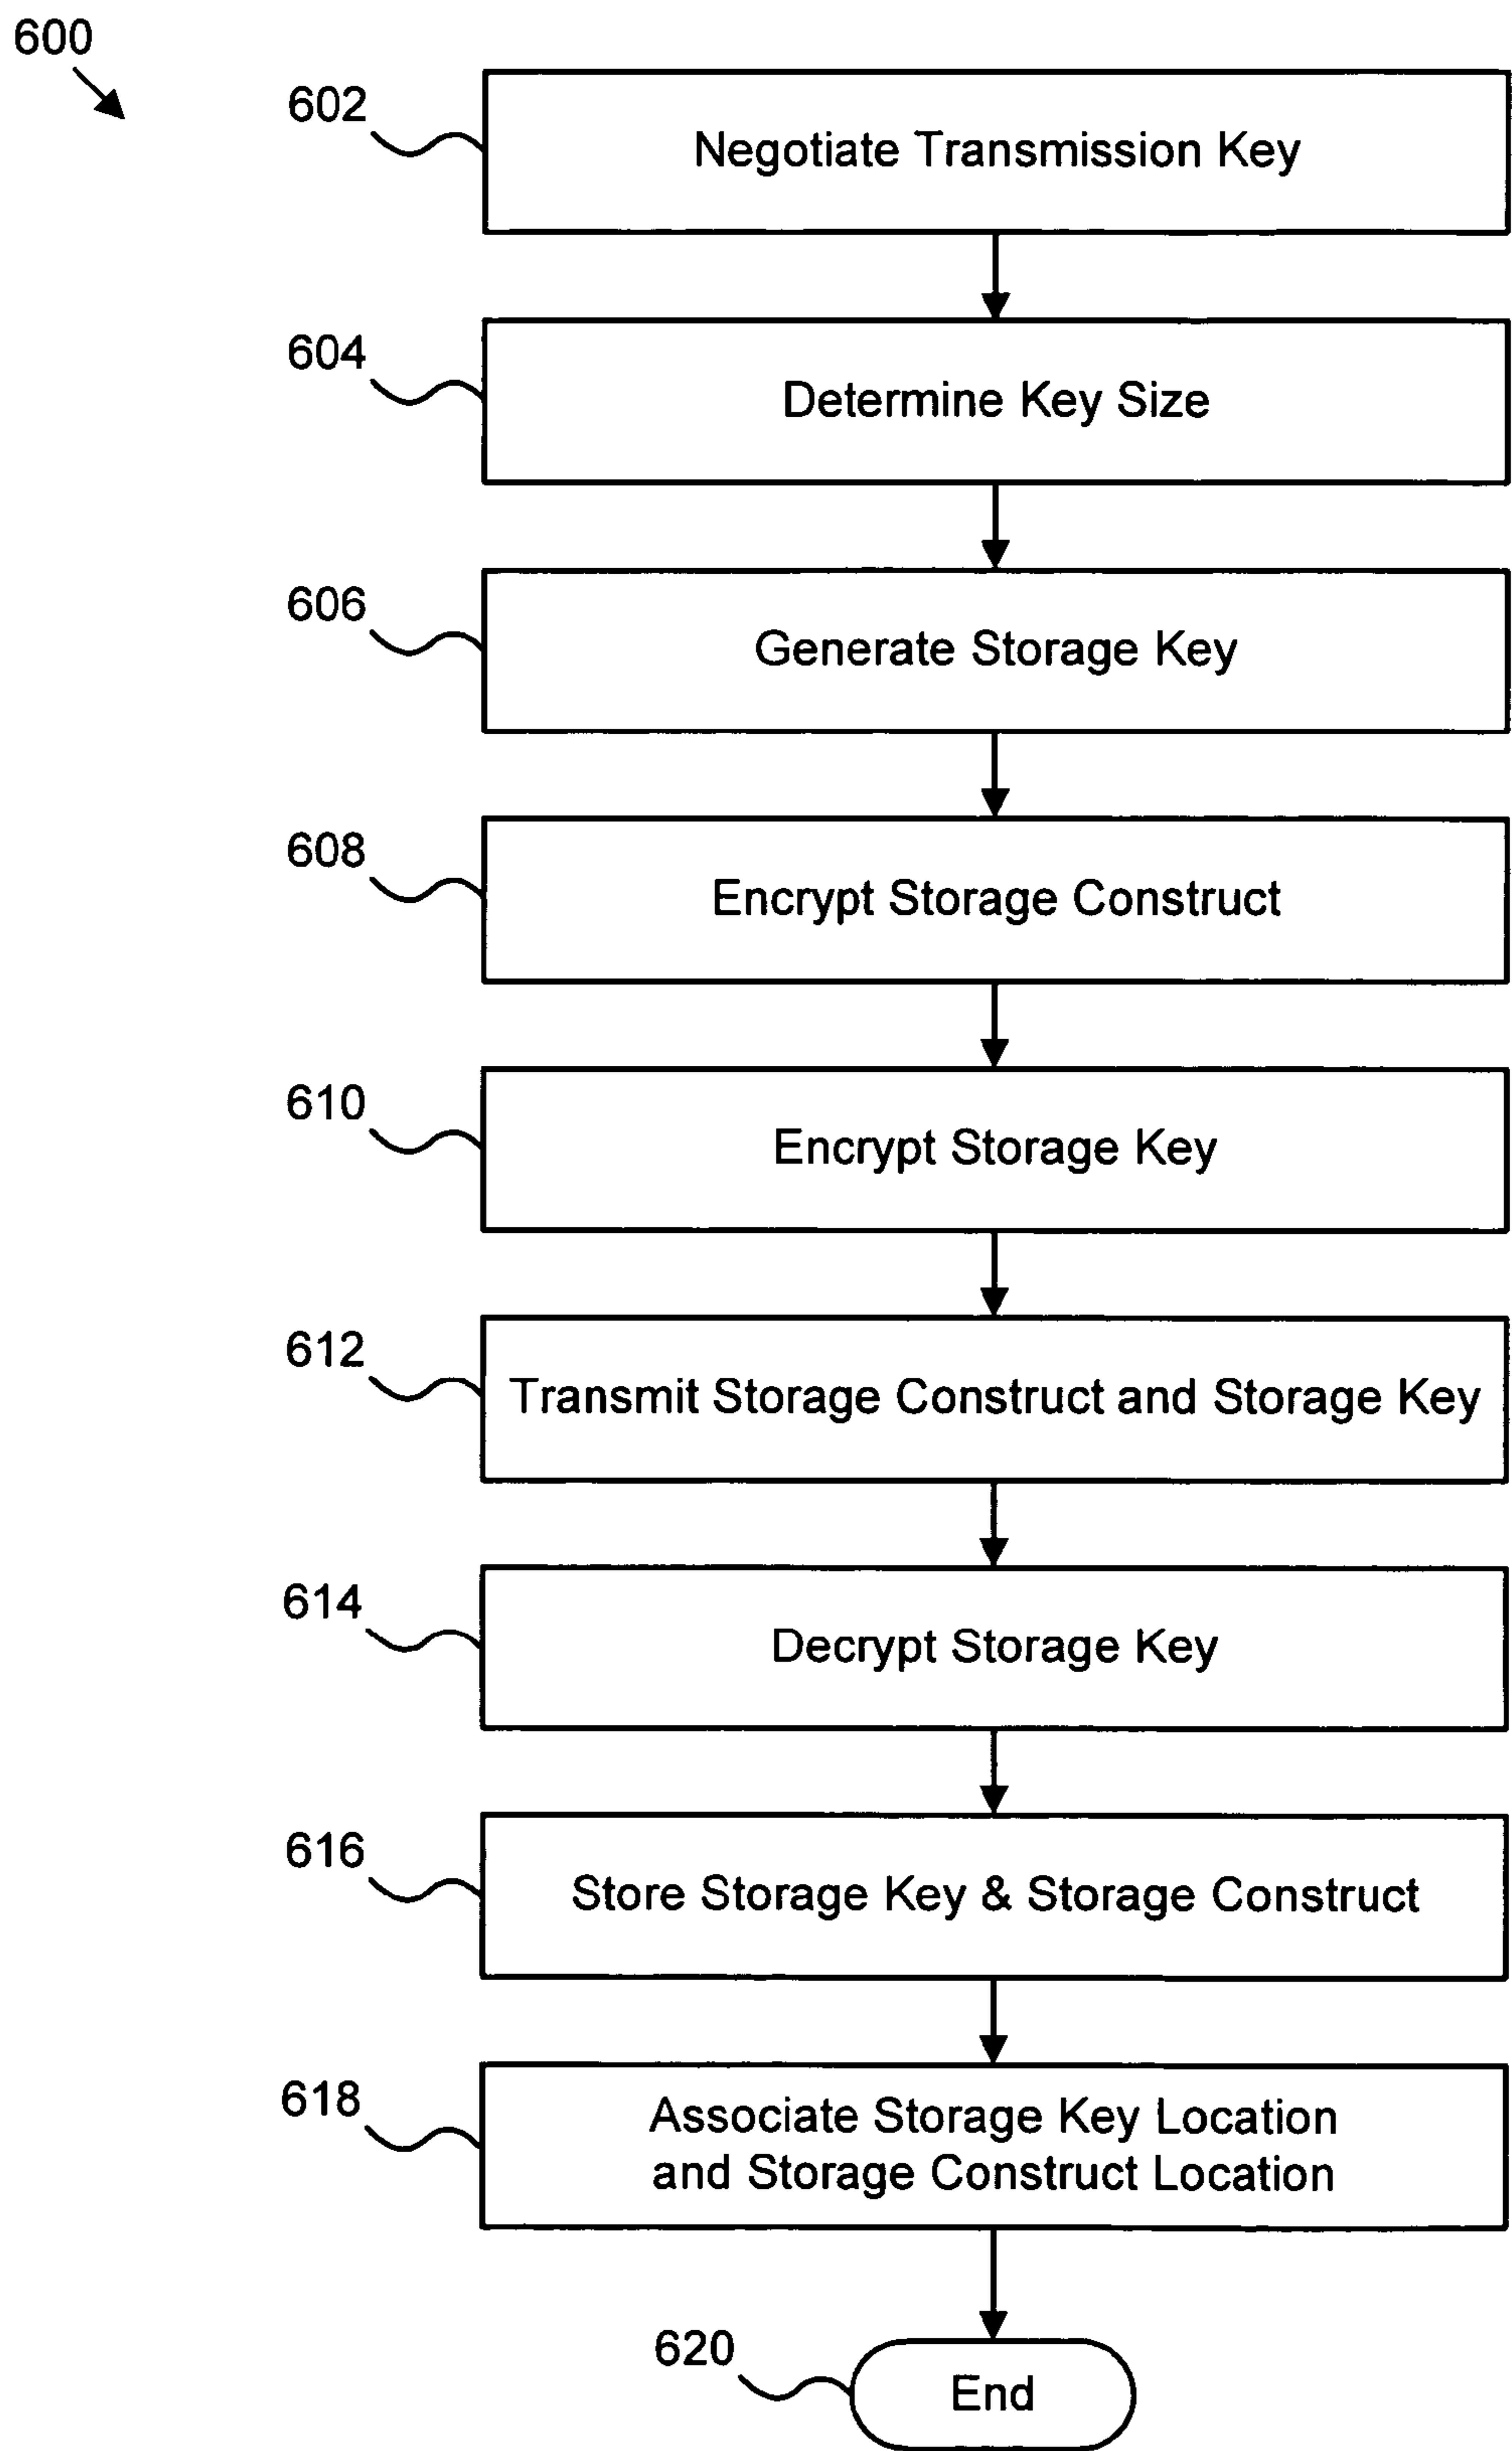 600
602
Negotiate Transmission Key
604
Determine Key Size
606
Generate Storage Key
608
Encrypt Storage Construct
610
Encrypt Storage Key
612
Transmit Storage Construct and Storage Key
614
Decrypt Storage Key
616
Store Storage Key & Storage Construct
618
Associate Storage Key Location
and Storage Construct Location
620
End